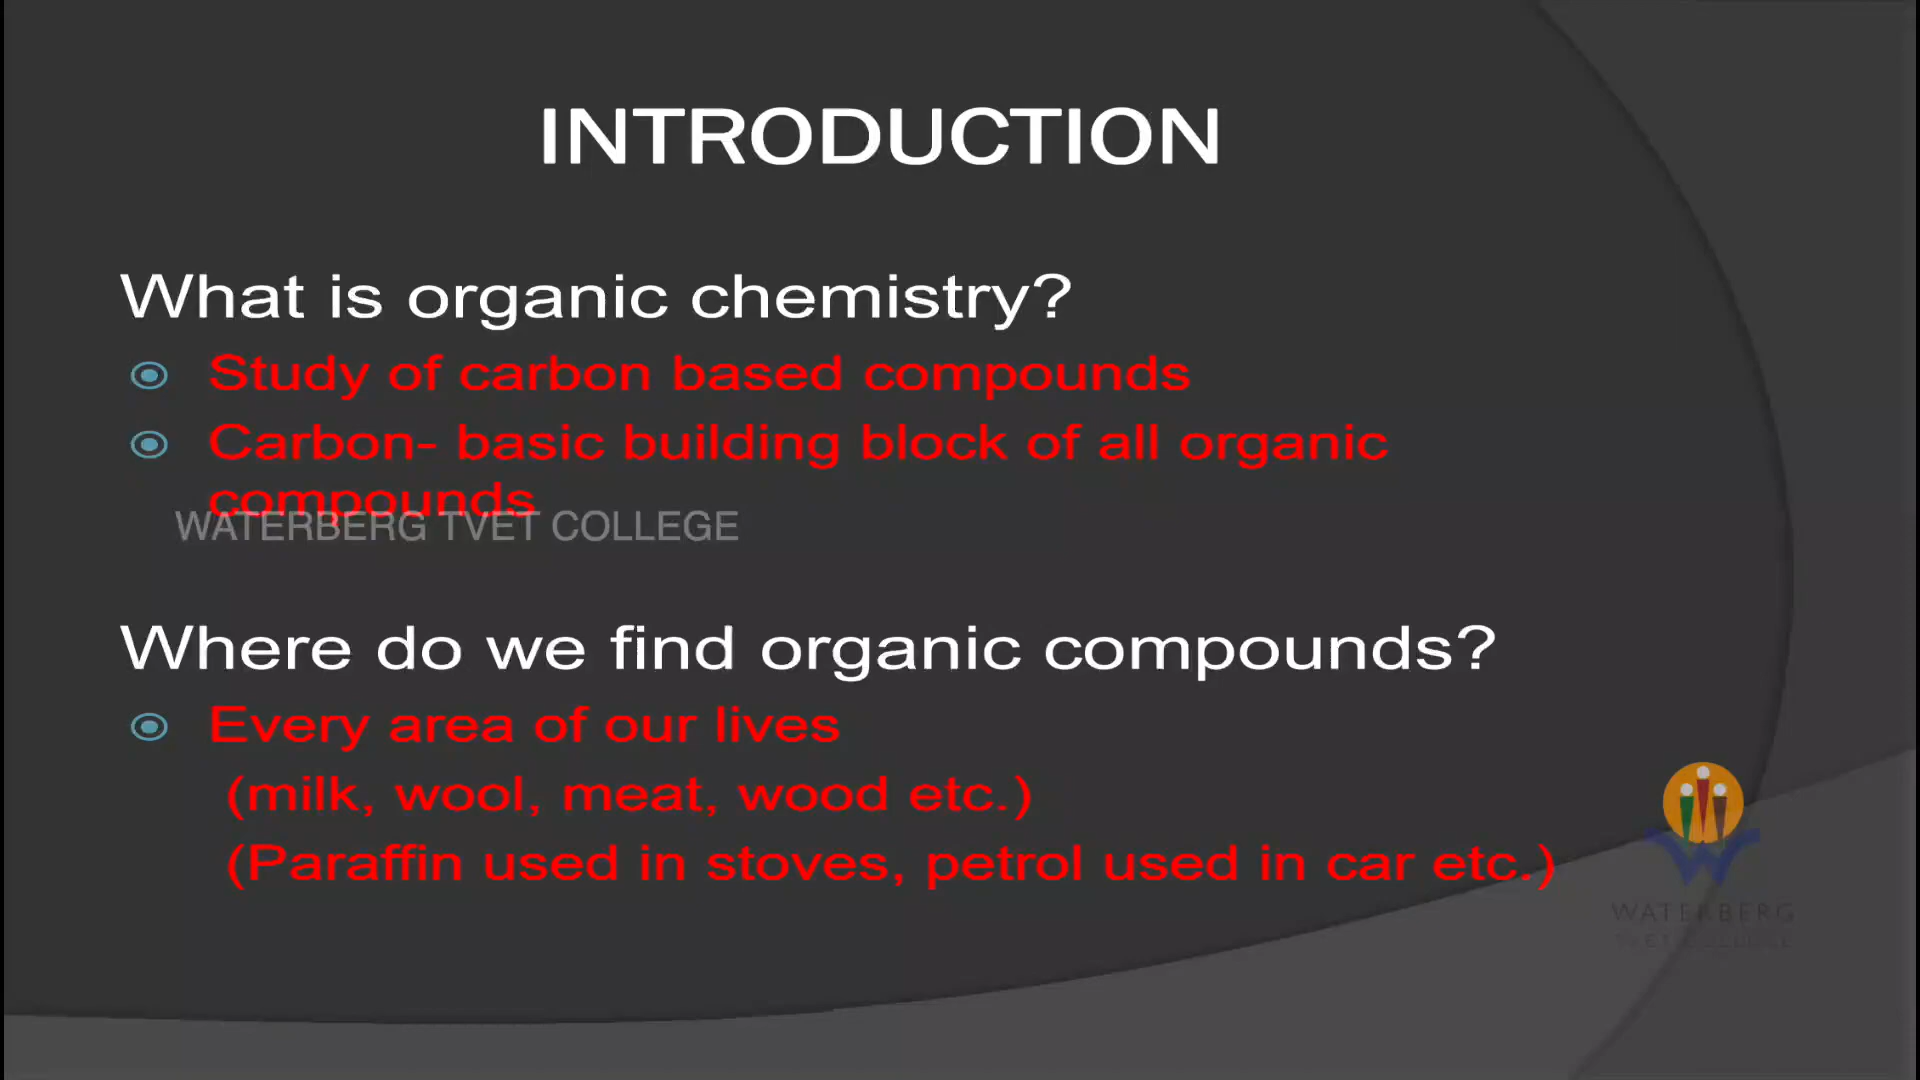 INTRODUCTION
What is organic chemistry?
Study of carbon based compounds
Carbon- basic building block of all organic
compounds
WATERBERG TVET COLLEGE
Where do we find organic compounds?
Every area of our lives
(milk, wool, meat, wood etc.)
(Paraffin used in stoves, petrol used in car etc.)
WATERBERG